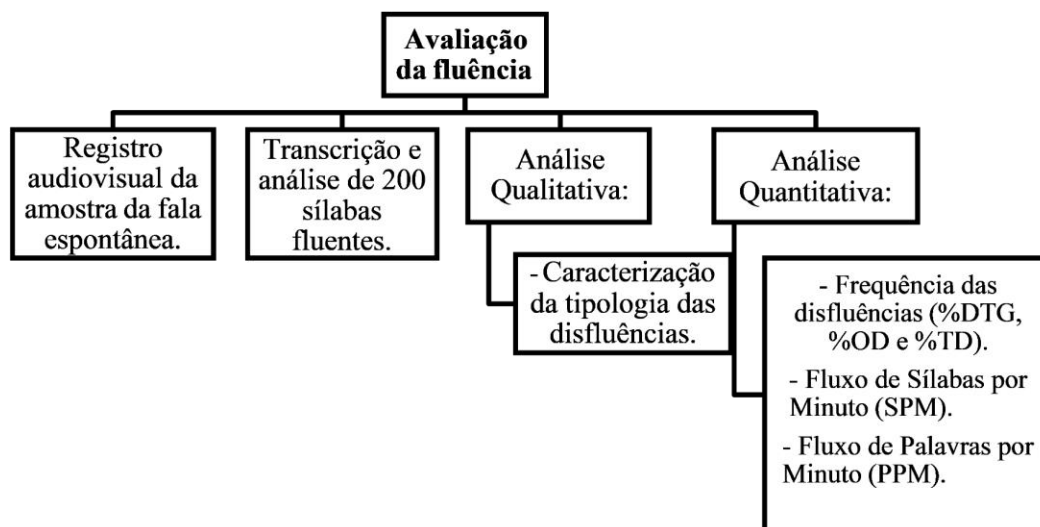 Avaliação
da fluência
Registro
audiovisual da
amostra da fala
espontânea.
Transcrição e
análise de 200
sílabas
fluentes.
Análise
Qualitativa:
- Caracterização
da tipologia das
disfluências.
Análise
Quantitativa:
- Frequência das
disfluências (%DTG,
%OD e %TD).
- Fluxo de Sílabas por
Minuto (SPM).
- Fluxo de Palavras por
Minuto (PPM).